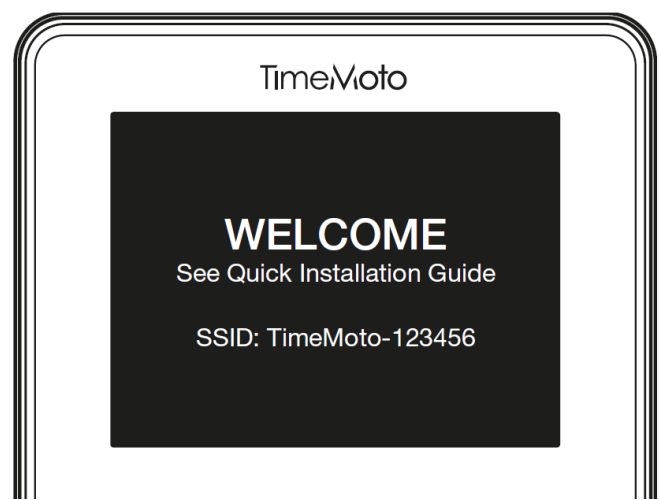 TimeMoto
WELCOME
See Quick Installation Guide
SSID: TimeMoto-123456